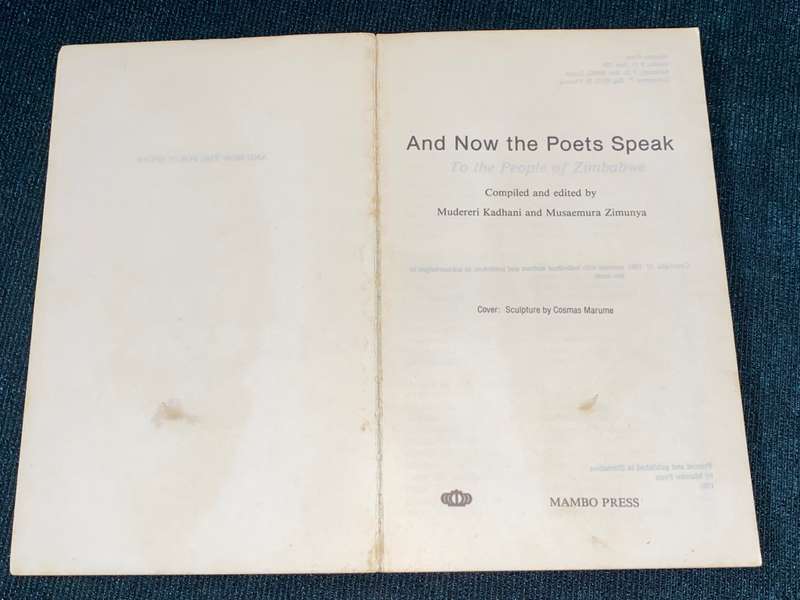 And Now the Poets Speak
To the People of Zimbabwe
Compiled and edited by
Mudereri Kadhani and Musaemura Zimunya
Cover: Sculpture by Cosmas Marume
MAMBO PRESS